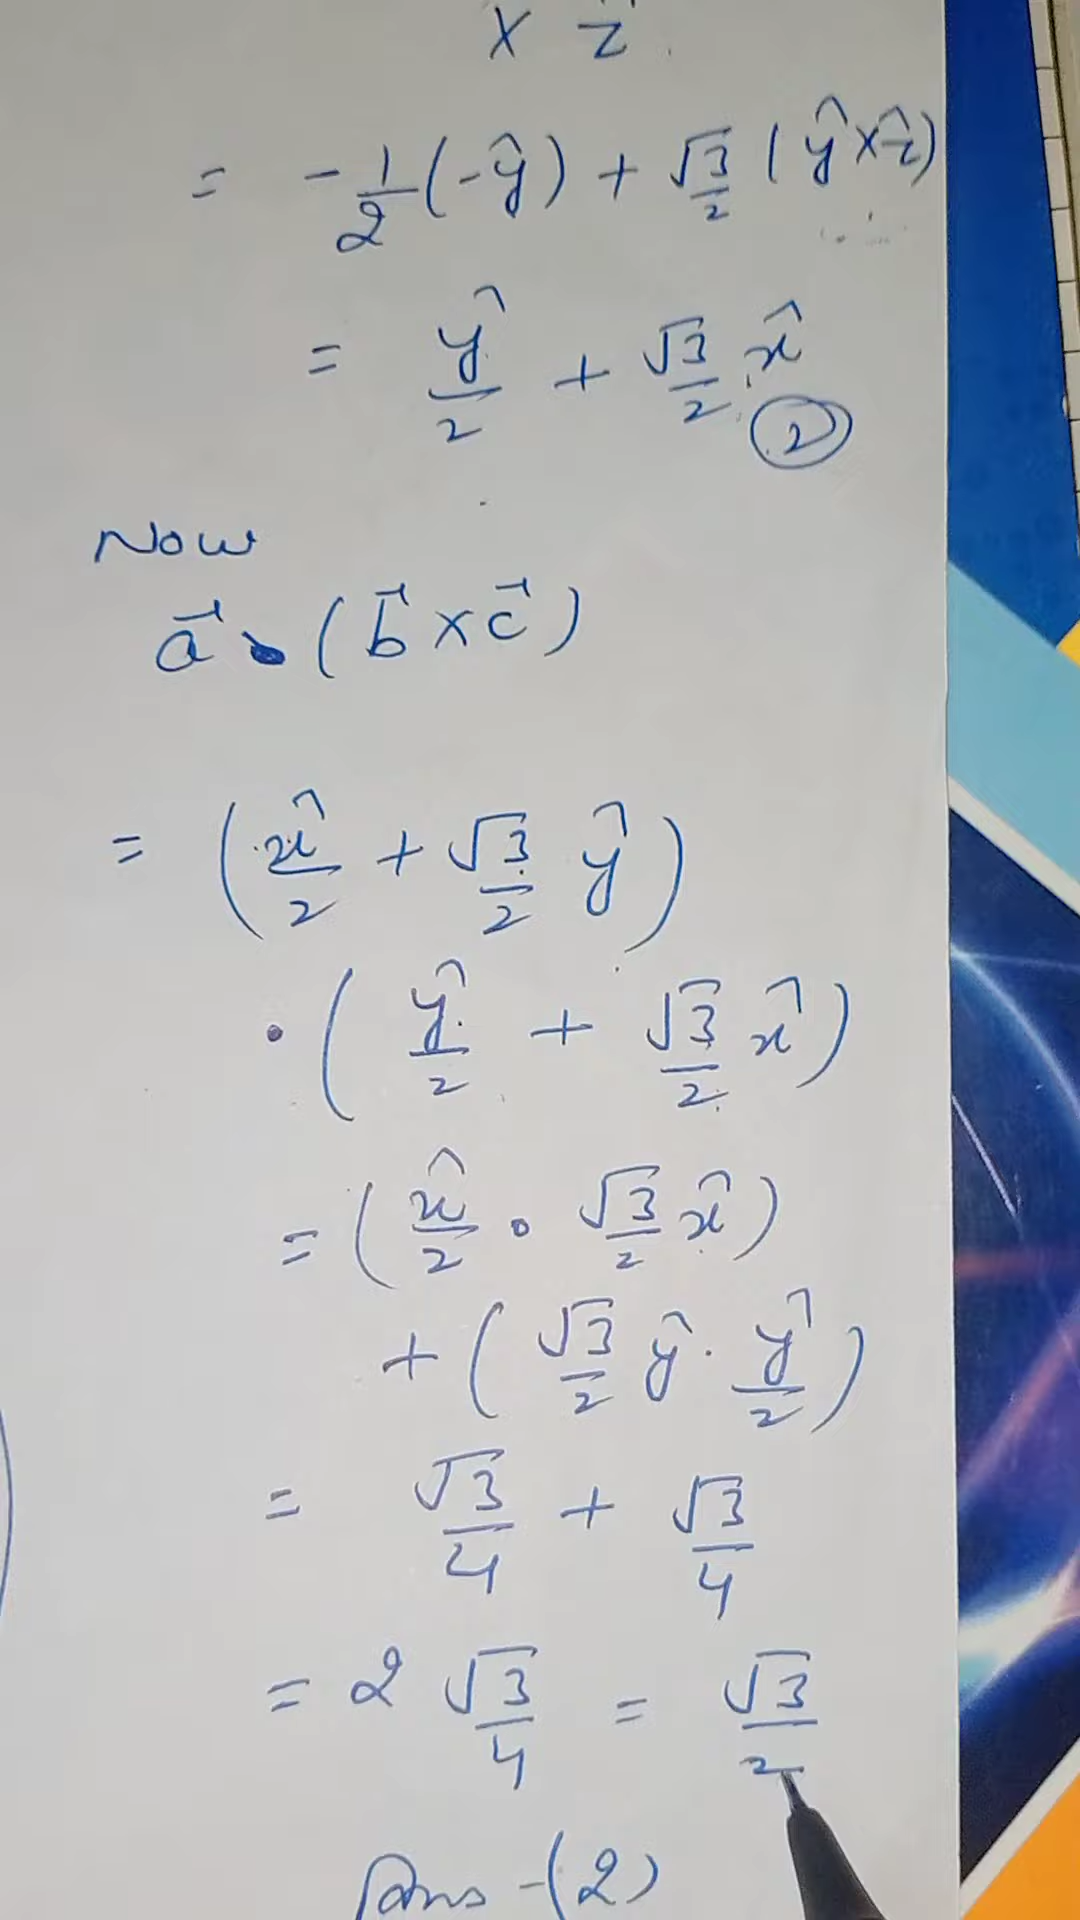 × z
= -1/2 (-ŷ) + √3/2 (ŷ×ẑ)
= ŷ/2 + √3/2 x̂
②
Now
a⃗ · (b⃗ × c⃗)
= (x̂/2 + √3/2 ŷ)
· (ŷ/2 + √3/2 x̂)
= (x̂/2 · √3/2 x̂)
+ (√3/2 ŷ · ŷ/2)
= √3/4 + √3/4
= 2 √3/4 = √3/2
Ans - (2)